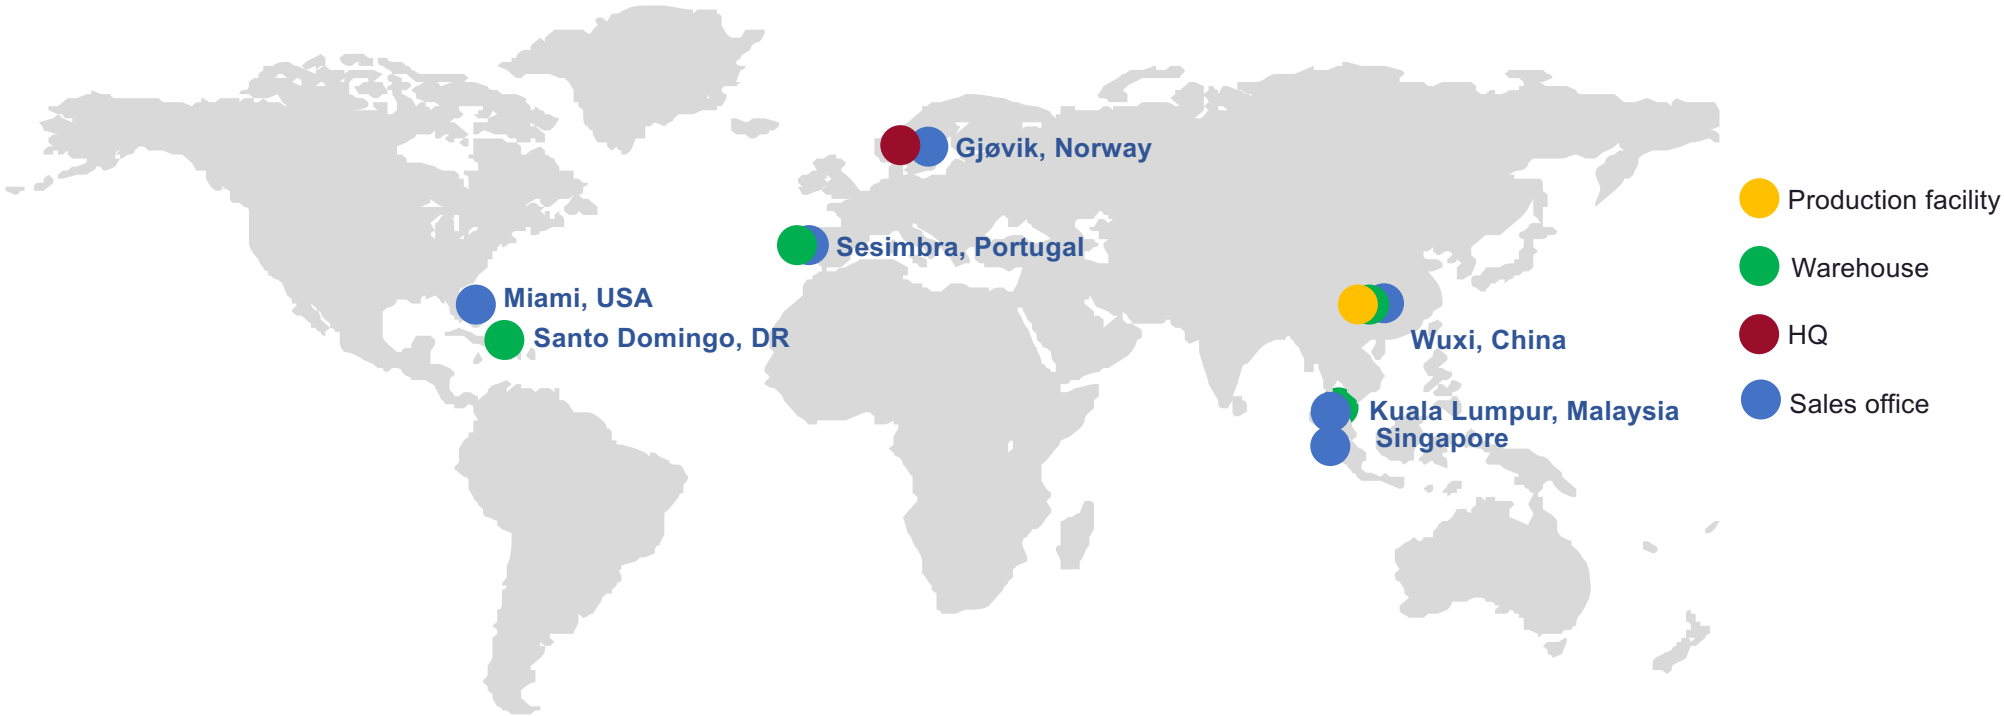 Gjøvik, Norway
Sesimbra, Portugal
Miami, USA
Santo Domingo, DR
Wuxi, China
Kuala Lumpur, Malaysia
Singapore
Production facility
Warehouse
HQ
Sales office